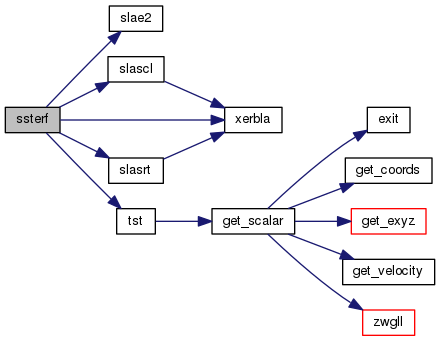 slae2
slascl
ssterf
xerbla
exit
slasrt
get_coords
tst
get_scalar
get_exyz
get_velocity
zwgll